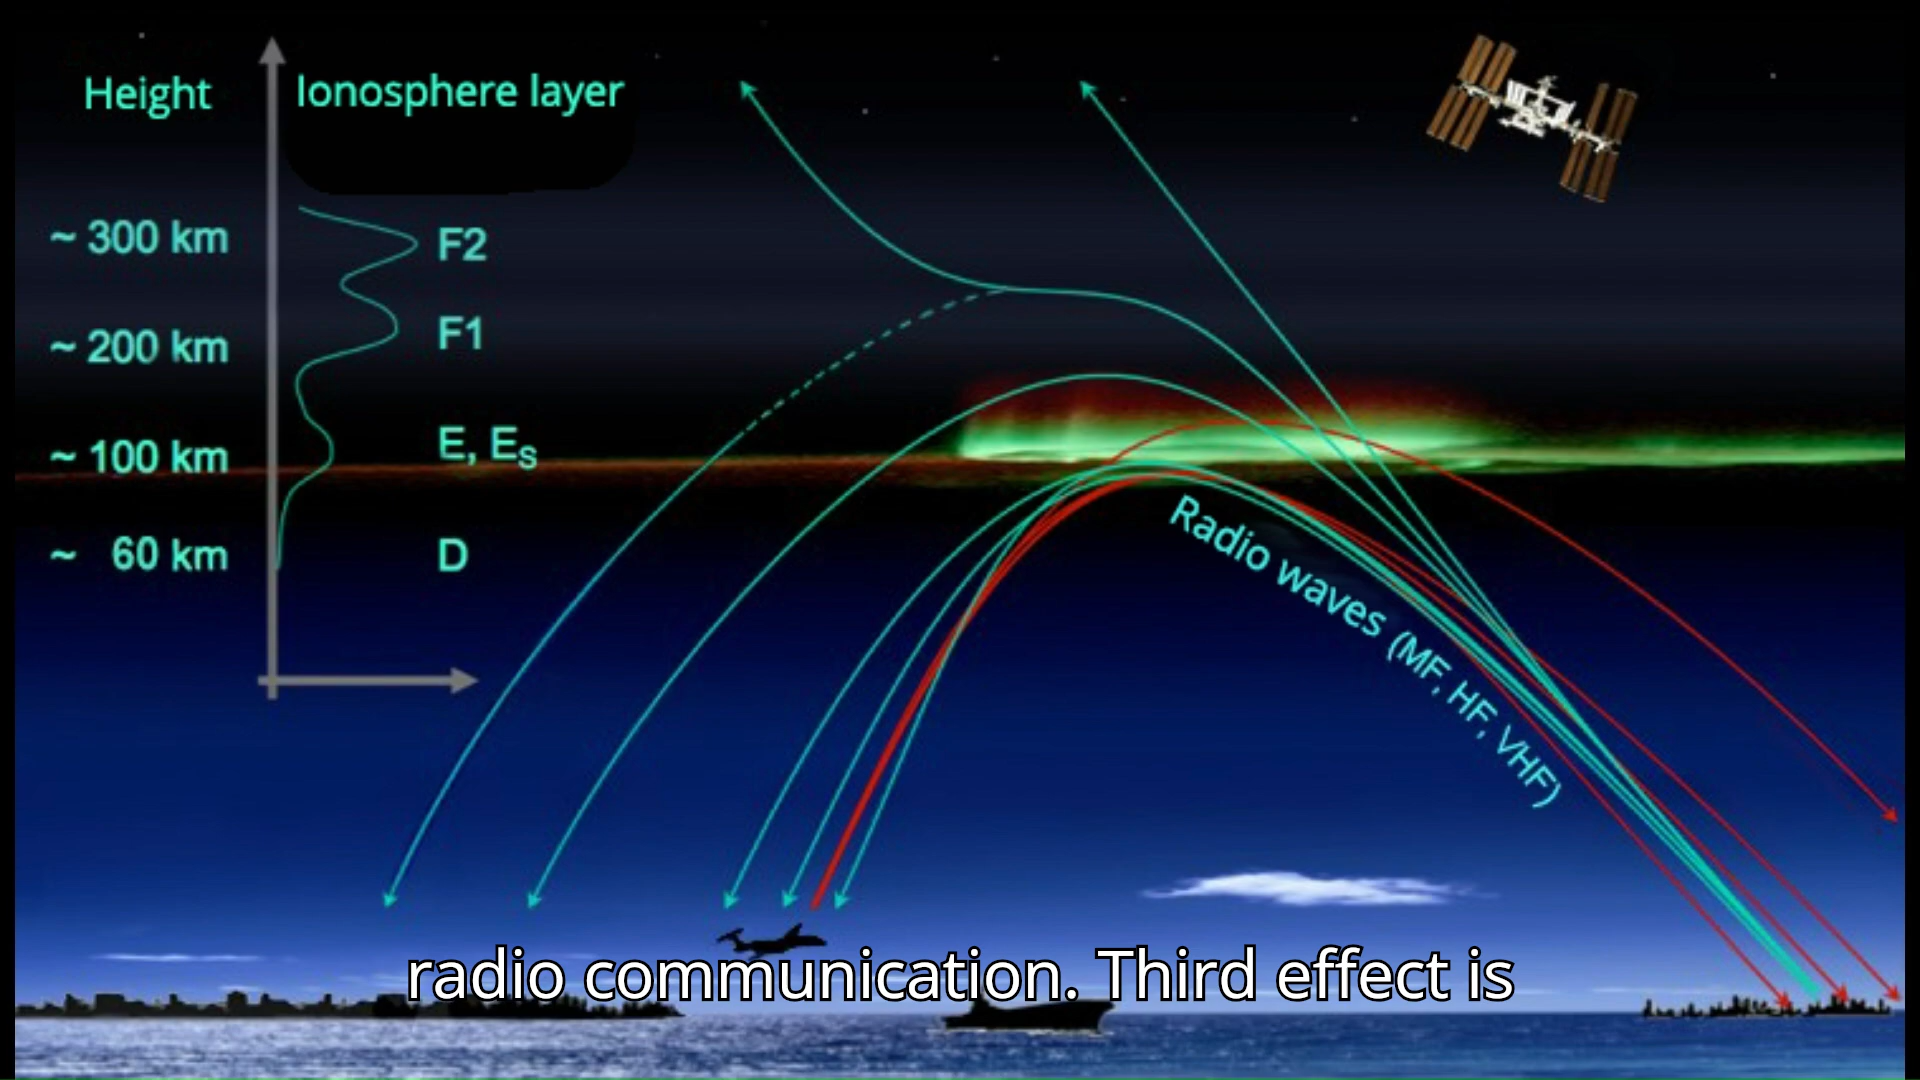 Height
Ionosphere layer
~ 300 km
F2
~ 200 km
F1
~ 100 km
E, Es
~ 60 km
D
Radio waves (MF, HF, VHF)
radio communication. Third effect is